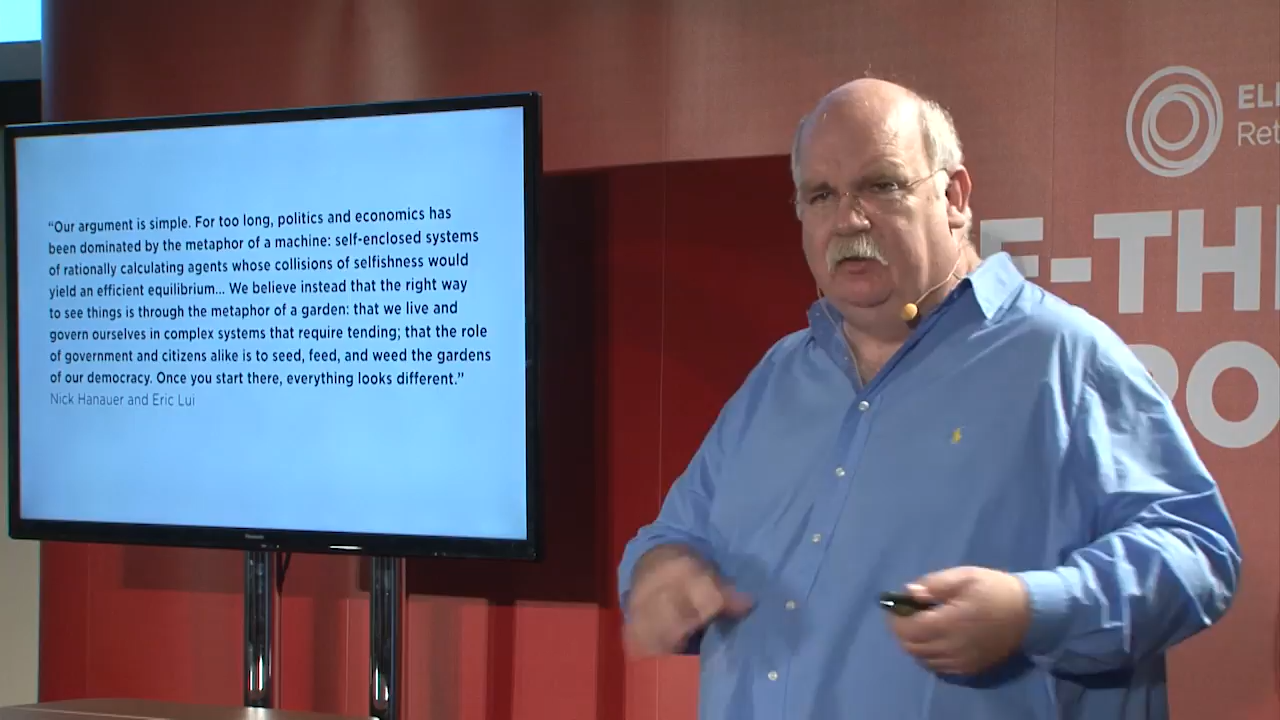 “Our argument is simple. For too long, politics and economics has
been dominated by the metaphor of a machine: self-enclosed systems
of rationally calculating agents whose collisions of selfishness would
yield an efficient equilibrium... We believe instead that the right way
to see things is through the metaphor of a garden: that we live and
govern ourselves in complex systems that require tending; that the role
of government and citizens alike is to seed, feed, and weed the gardens
of our democracy. Once you start there, everything looks different.”
Nick Hanauer and Eric Lui
Panasonic